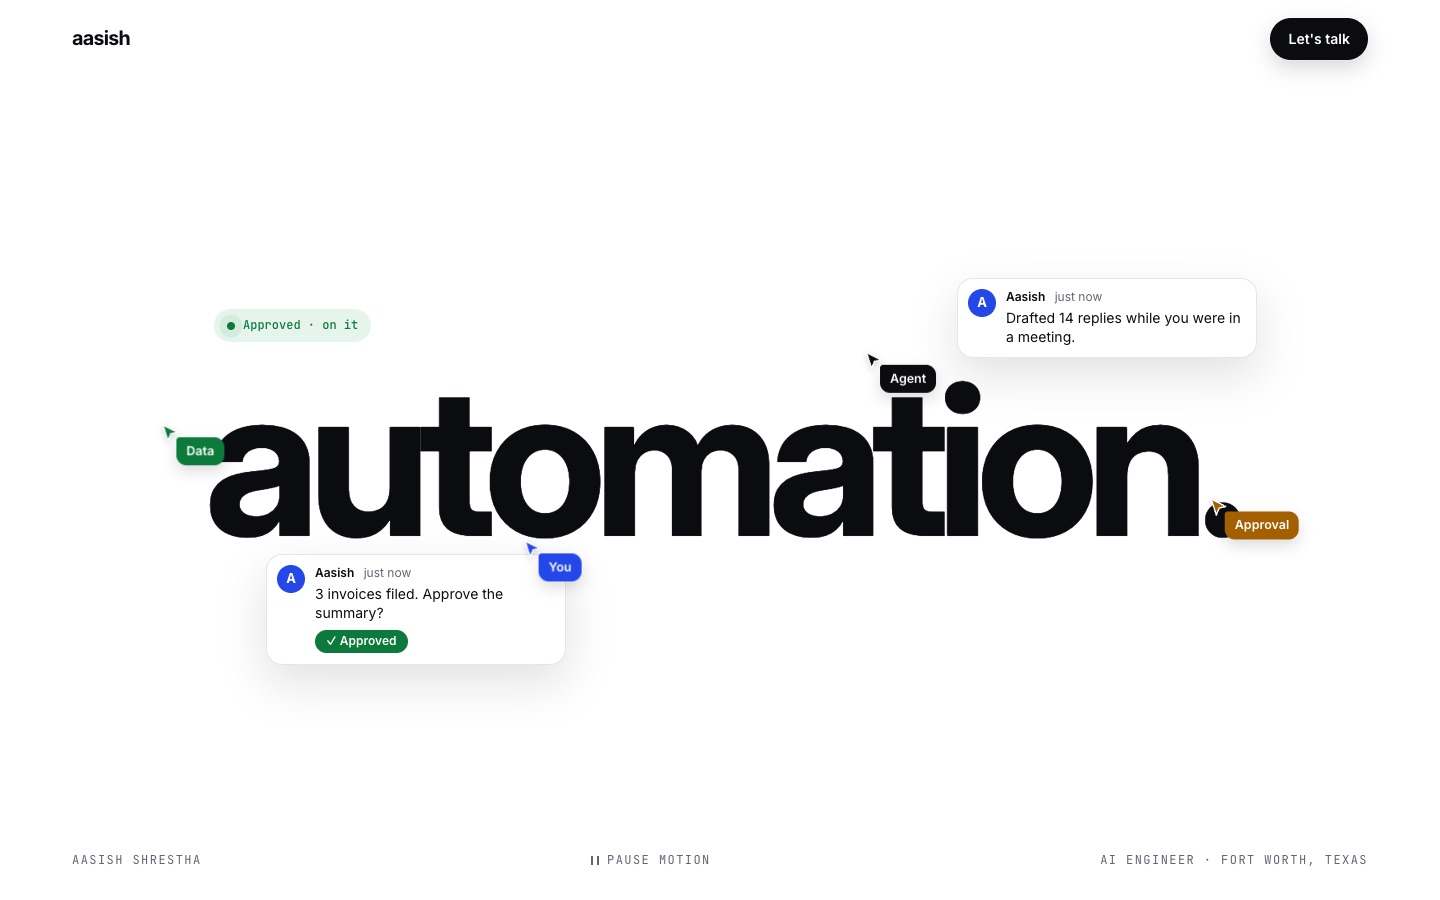 aasish
Let's talk
A
Aasish just now
Drafted 14 replies while you were in
a meeting.
Approved · on it
Agent
automation.
Data
Approval
You
A
Aasish just now
3 invoices filed. Approve the
summary?
✓ Approved
AASISH SHRESTHA
PAUSE MOTION
AI ENGINEER · FORT WORTH, TEXAS